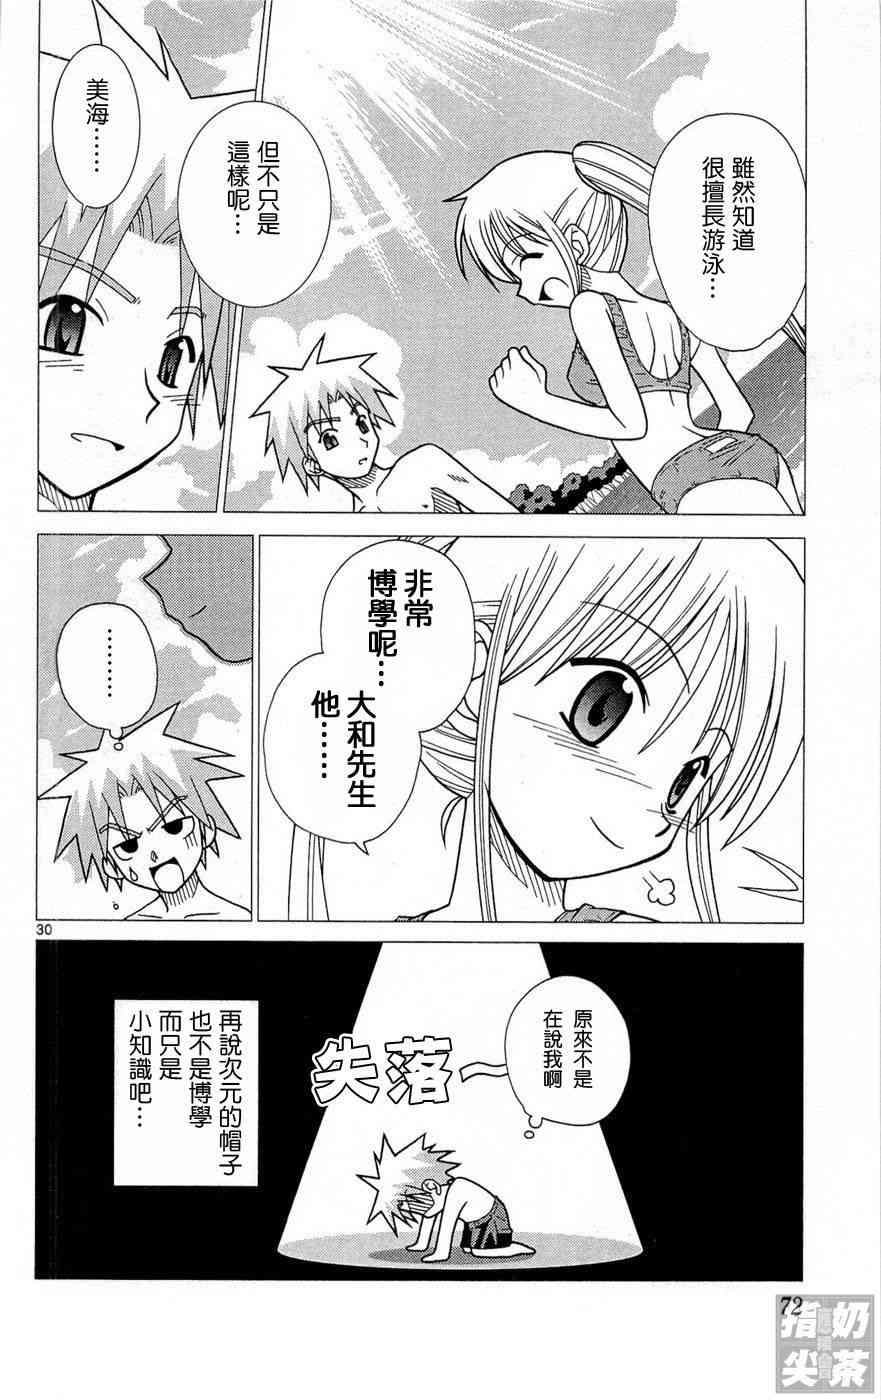 雖然知道
很擅長游泳…
但不只是
這樣呢…
美海……
非常
博學呢…
大和先生
他……
………
30
原來不是
在說我啊
失落～
再說次元的帽子
也不是博學
而只是
小知識吧…
72
奶茶
指尖